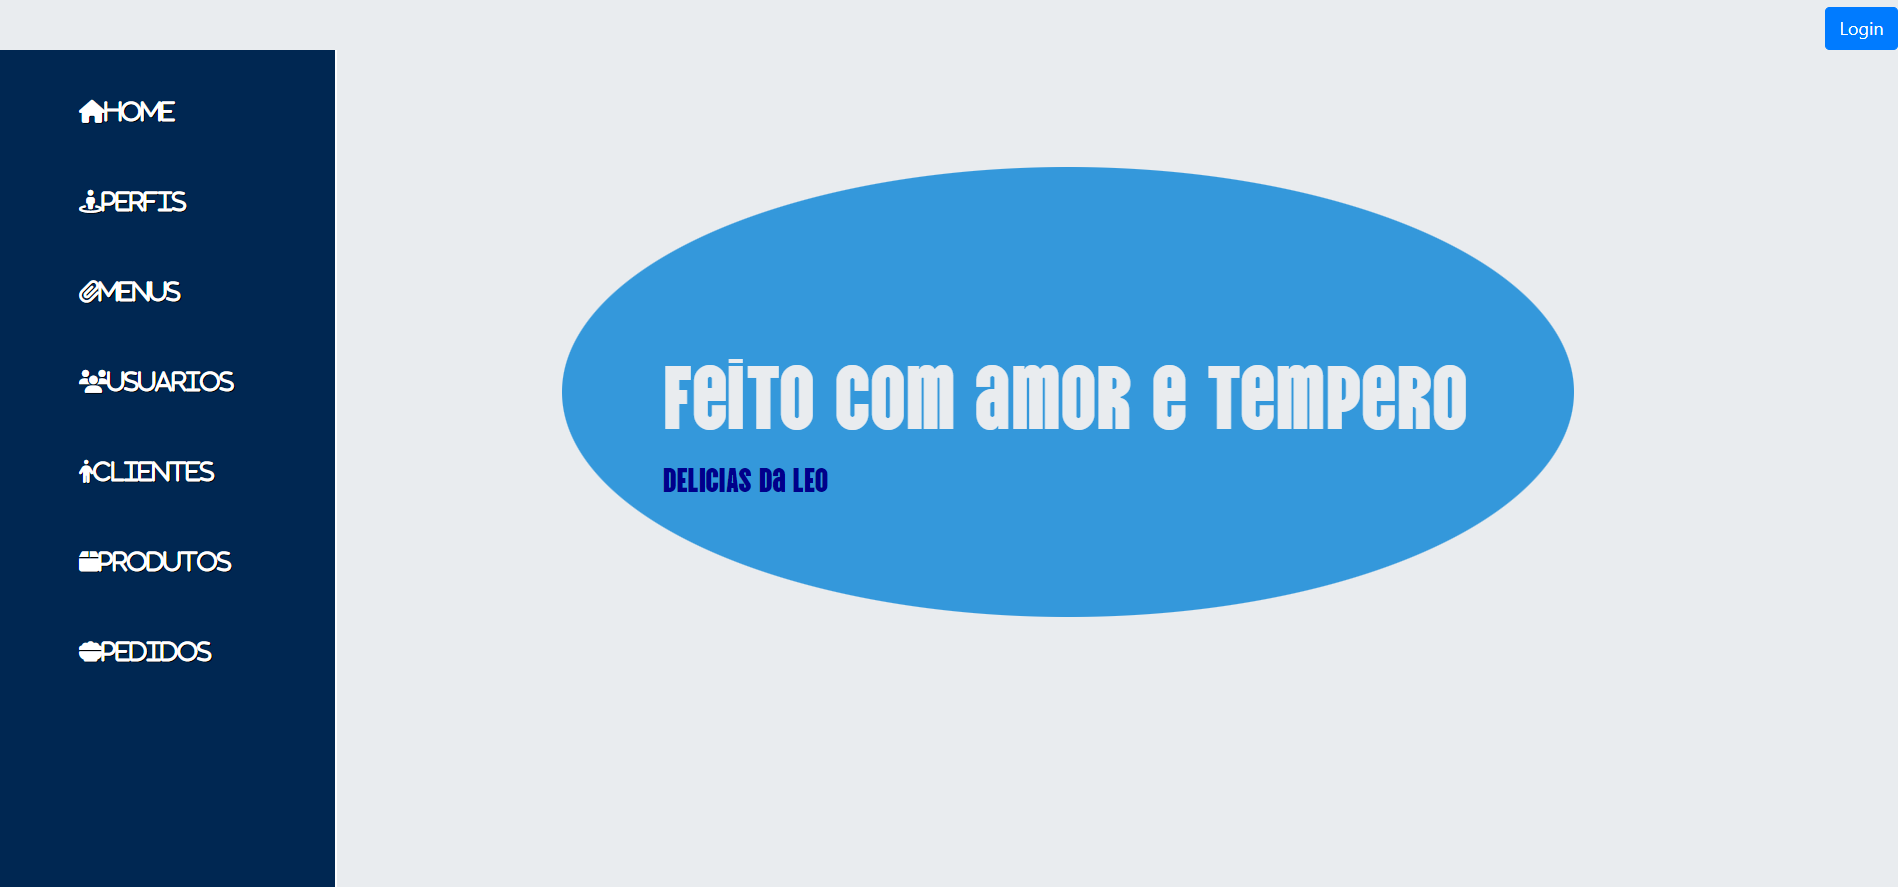 Login
HOME
PERFIS
MENUS
USUARIOS
CLIENTES
PRODUTOS
PEDIDOS
Feito com amor e tempero
DELICIAS Da LEO